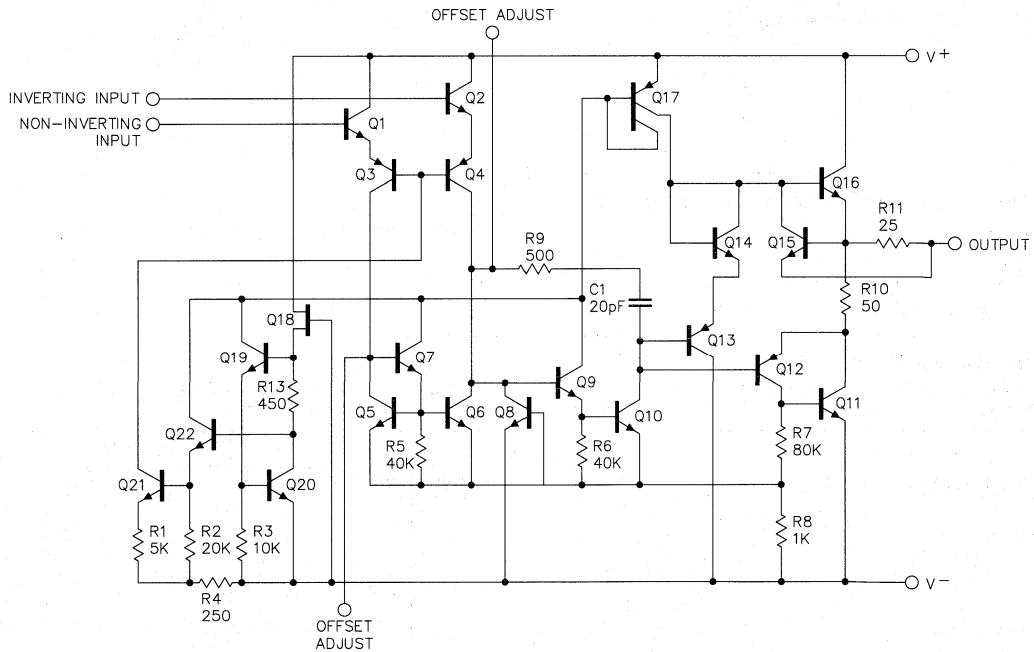 OFFSET ADJUST
V+
INVERTING INPUT
NON-INVERTING
INPUT
Q2
Q17
Q1
Q3
Q4
Q16
R11
25
R9
500
Q14
Q15
OUTPUT
C1
20pF
R10
50
Q18
Q19
Q7
Q13
Q12
R13
450
Q9
Q5
Q6
Q8
Q10
Q11
Q22
R5
40K
R6
40K
R7
80K
Q21
Q20
R1
5K
R2
20K
R3
10K
R8
1K
R4
250
V-
OFFSET
ADJUST